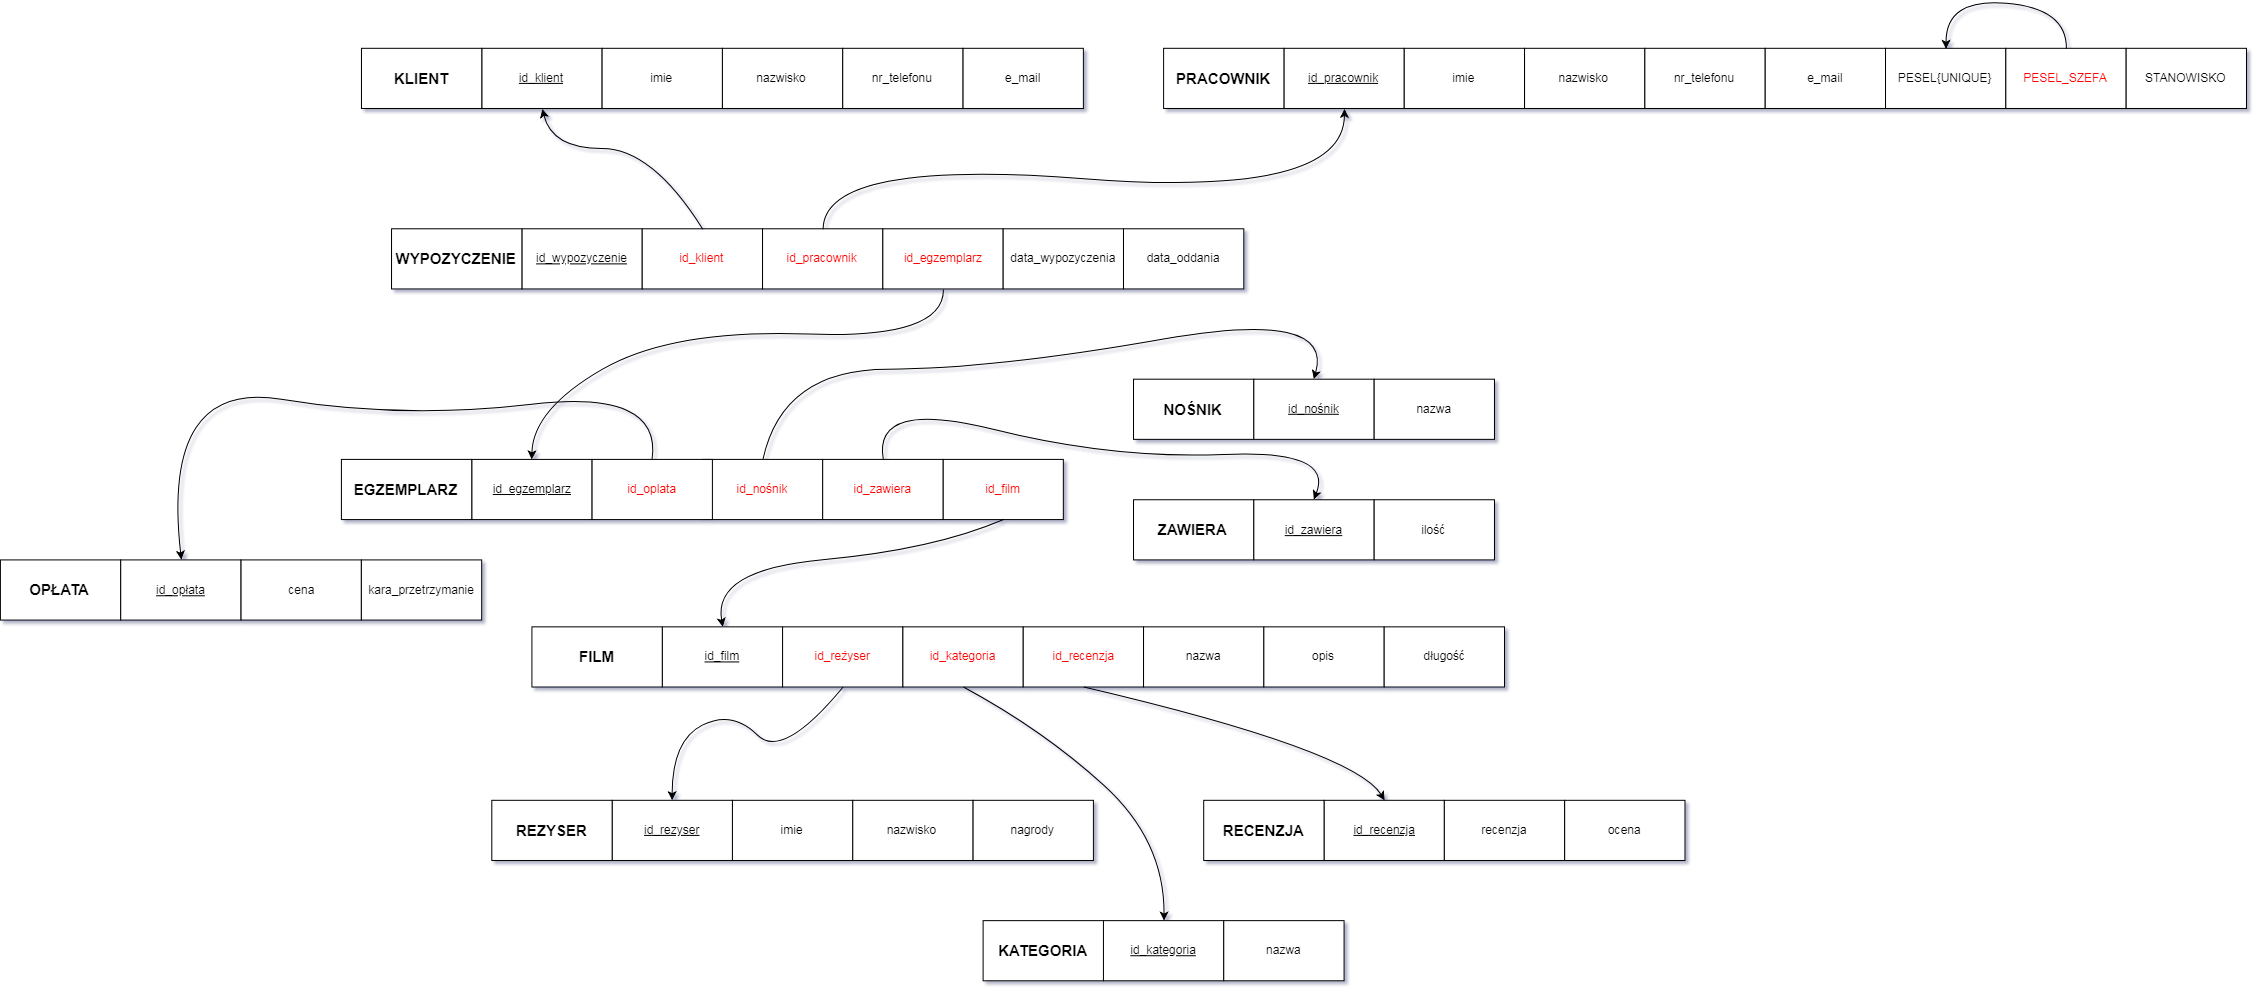 KLIENT id_klient imie nazwisko nr_telefonu e_mail
PRACOWNIK id_pracownik imie nazwisko nr_telefonu e_mail PESEL{UNIQUE} PESEL_SZEFA STANOWISKO
WYPOZYCZENIE id_wypozyczenie id_klient id_pracownik id_egzemplarz data_wypozyczenia data_oddania
NOŚNIK id_nośnik nazwa
EGZEMPLARZ id_egzemplarz id_oplata id_nośnik id_zawiera id_film
ZAWIERA id_zawiera ilość
OPŁATA id_opłata cena kara_przetrzymanie
FILM id_film id_reżyser id_kategoria id_recenzja nazwa opis długość
REZYSER id_rezyser imie nazwisko nagrody
RECENZJA id_recenzja recenzja ocena
KATEGORIA id_kategoria nazwa